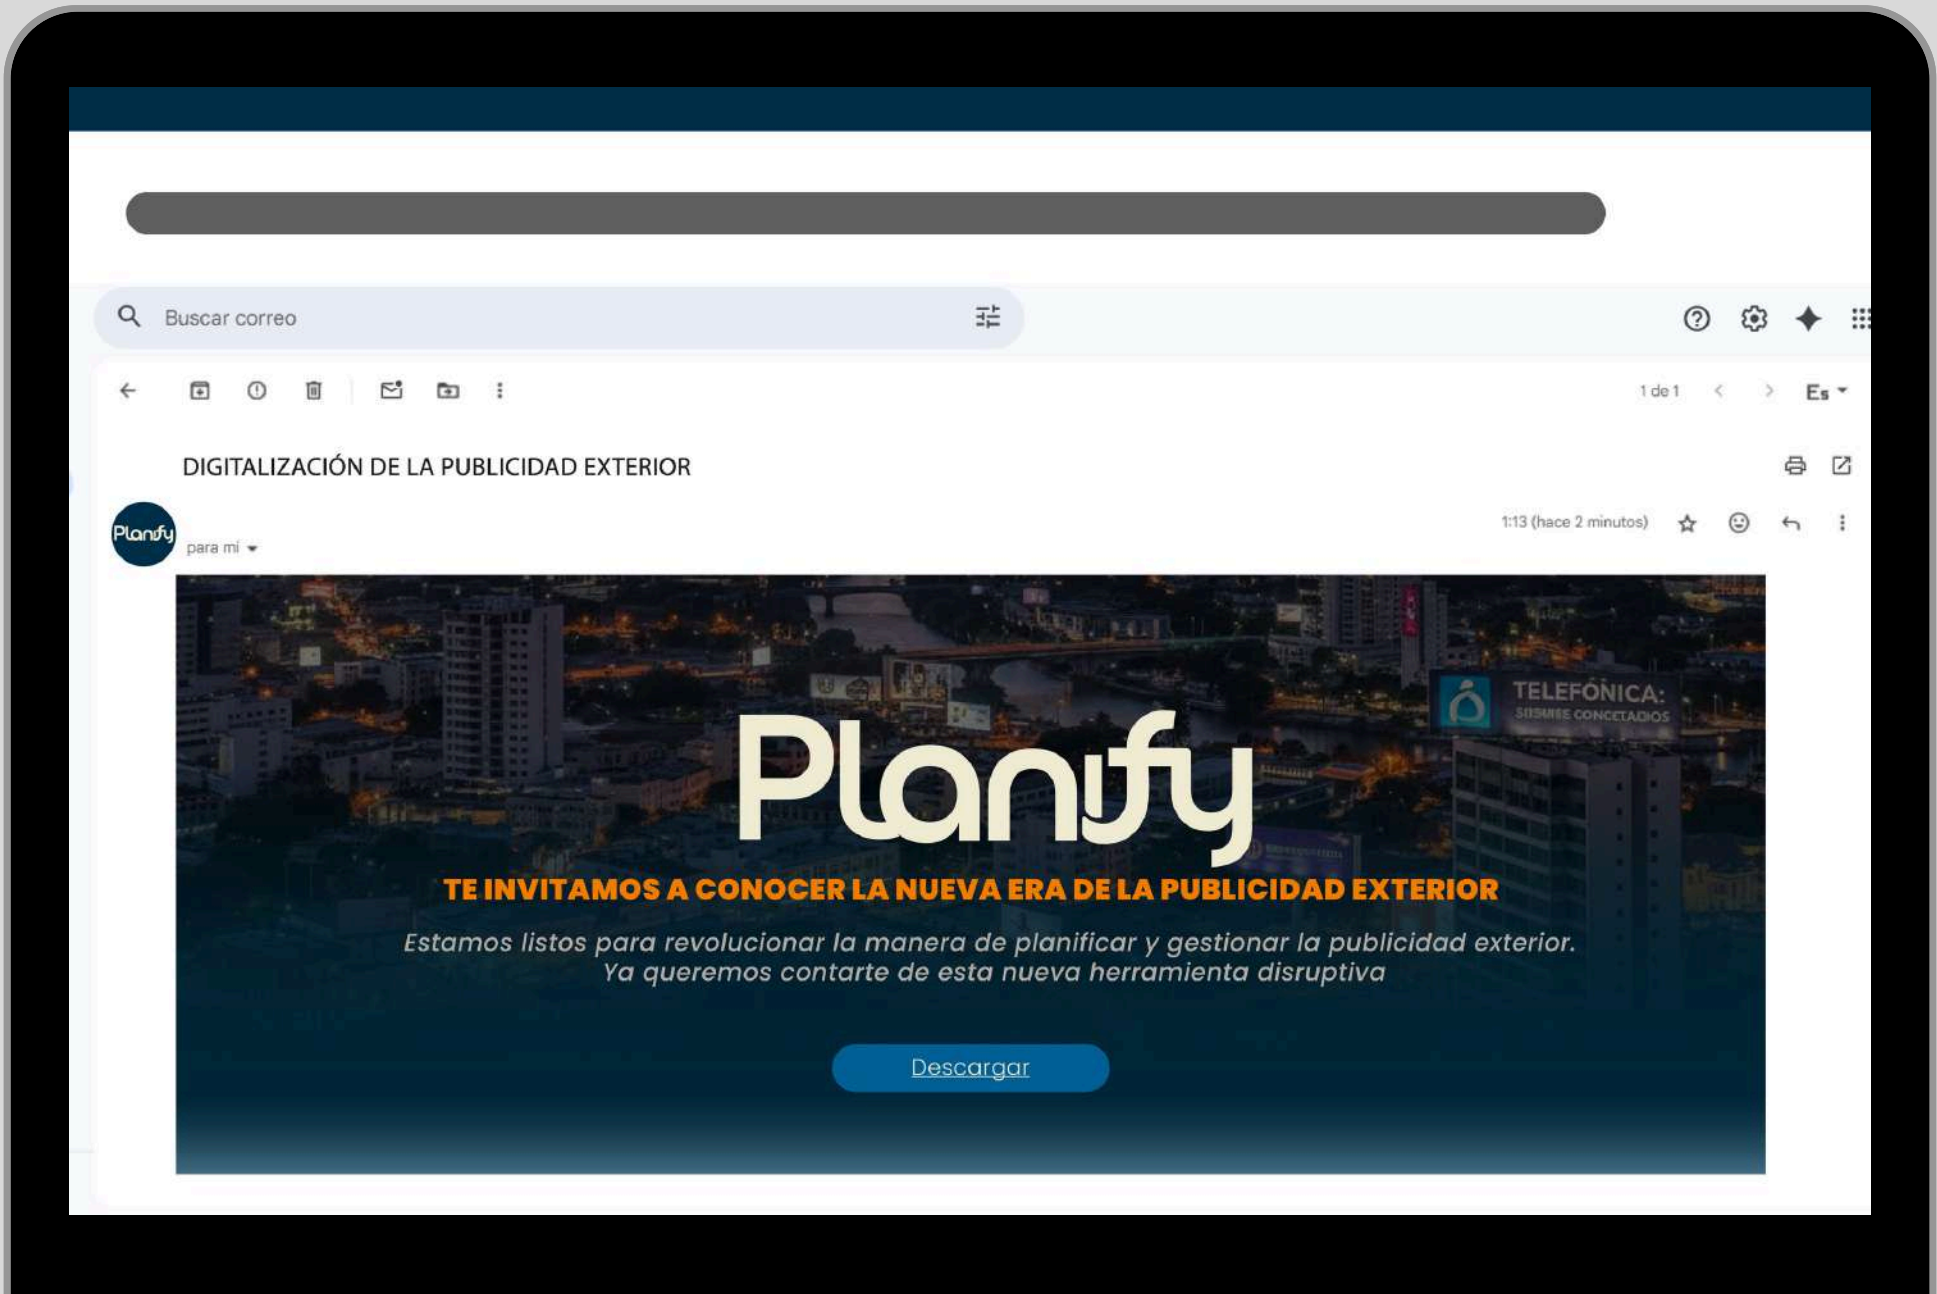 Buscar correo
1 de 1
Es
DIGITALIZACIÓN DE LA PUBLICIDAD EXTERIOR
Planify
1:13 (hace 2 minutos)
para mí
TELEFÓNICA:
Planify
TE INVITAMOS A CONOCER LA NUEVA ERA DE LA PUBLICIDAD EXTERIOR
Estamos listos para revolucionar la manera de planificar y gestionar la publicidad exterior.
Ya queremos contarte de esta nueva herramienta disruptiva
Descargar